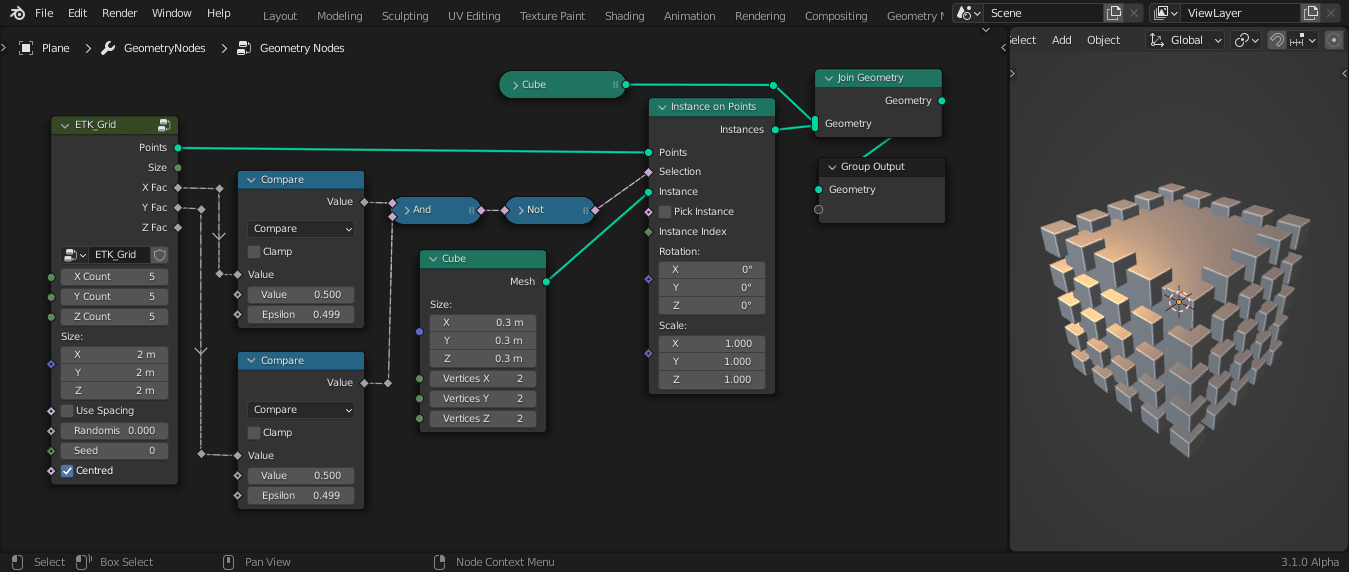 File Edit Render Window Help Layout Modeling Sculpting UV Editing Texture Paint Shading Animation Rendering Compositing Geometry N Scene ViewLayer
Plane GeometryNodes Geometry Nodes
elect Add Object Global
ETK_Grid
Points
Size
X Fac
Y Fac
Z Fac
ETK_Grid
X Count 5
Y Count 5
Z Count 5
Size:
X 2 m
Y 2 m
Z 2 m
Use Spacing
Randomis 0.000
Seed 0
Centred
Compare
Value
Compare
Clamp
Value
Value 0.500
Epsilon 0.499
Compare
Value
Compare
Clamp
Value
Value 0.500
Epsilon 0.499
And
Not
Cube
Mesh
Size:
X 0.3 m
Y 0.3 m
Z 0.3 m
Vertices X 2
Vertices Y 2
Vertices Z 2
Cube
Instance on Points
Instances
Points
Selection
Instance
Pick Instance
Instance Index
Rotation:
X 0°
Y 0°
Z 0°
Scale:
X 1.000
Y 1.000
Z 1.000
Join Geometry
Geometry
Geometry
Group Output
Geometry
Select Box Select Pan View Node Context Menu 3.1.0 Alpha